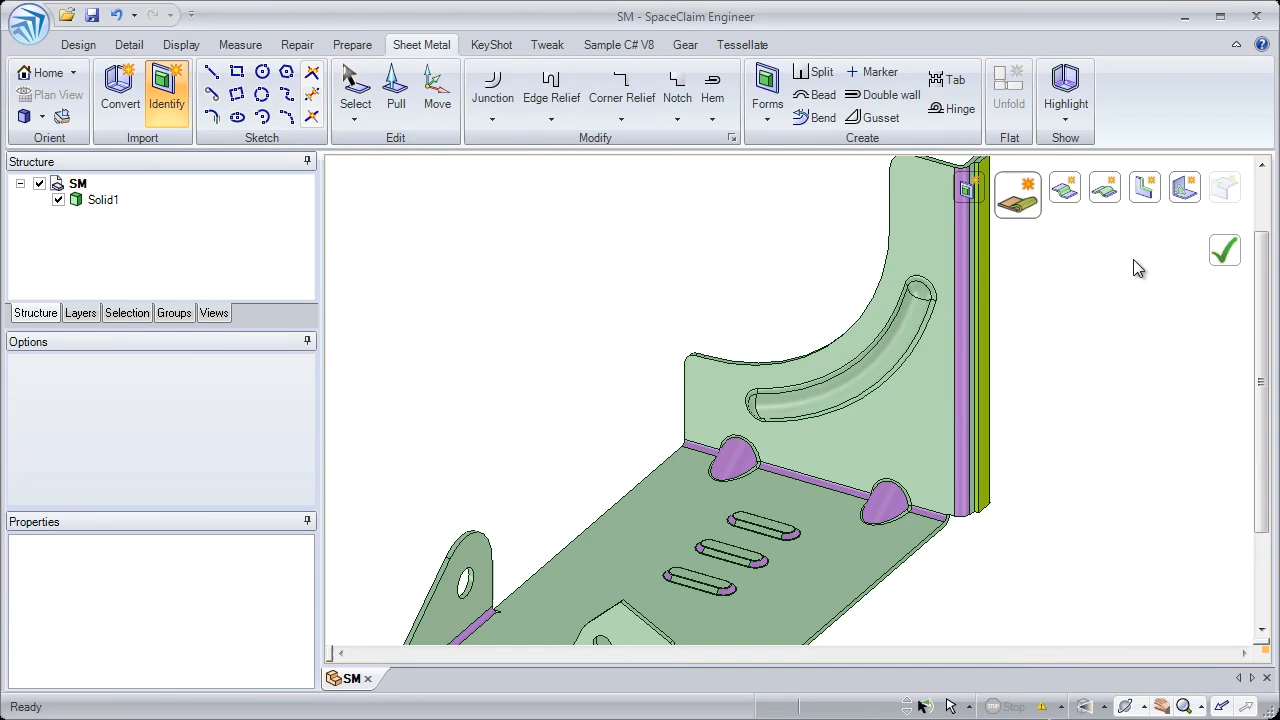 SM - SpaceClaim Engineer
Design Detail Display Measure Repair Prepare Sheet Metal KeyShot Tweak Sample C# V8 Gear Tessellate
Home
Plan View
Orient
Convert Identify
Import
Sketch
Select Pull Move
Edit
Junction Edge Relief Corner Relief Notch Hem
Modify
Forms
Split Marker Tab
Bead Double wall Hinge
Bend Gusset
Create
Unfold
Flat
Highlight
Show
Structure
SM
Solid1
Structure Layers Selection Groups Views
Options
Properties
SM
Ready
Stop